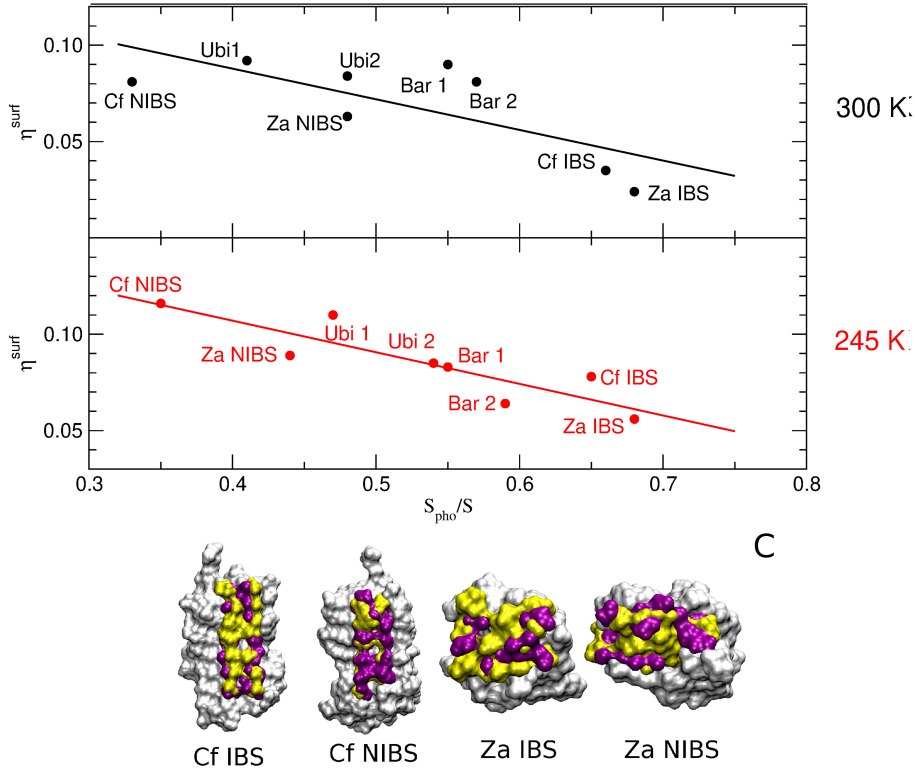 0.10
0.05
η^surf
Ubi1
Ubi2
Bar 1
Bar 2
Cf NIBS
Za NIBS
Cf IBS
Za IBS
300 K
Cf NIBS
0.10
0.05
η^surf
Ubi 1
Ubi 2
Bar 1
Za NIBS
Cf IBS
Bar 2
Za IBS
245 K
0.3 0.4 0.5 0.6 0.7 0.8
S_pho/S
C
Cf IBS Cf NIBS Za IBS Za NIBS